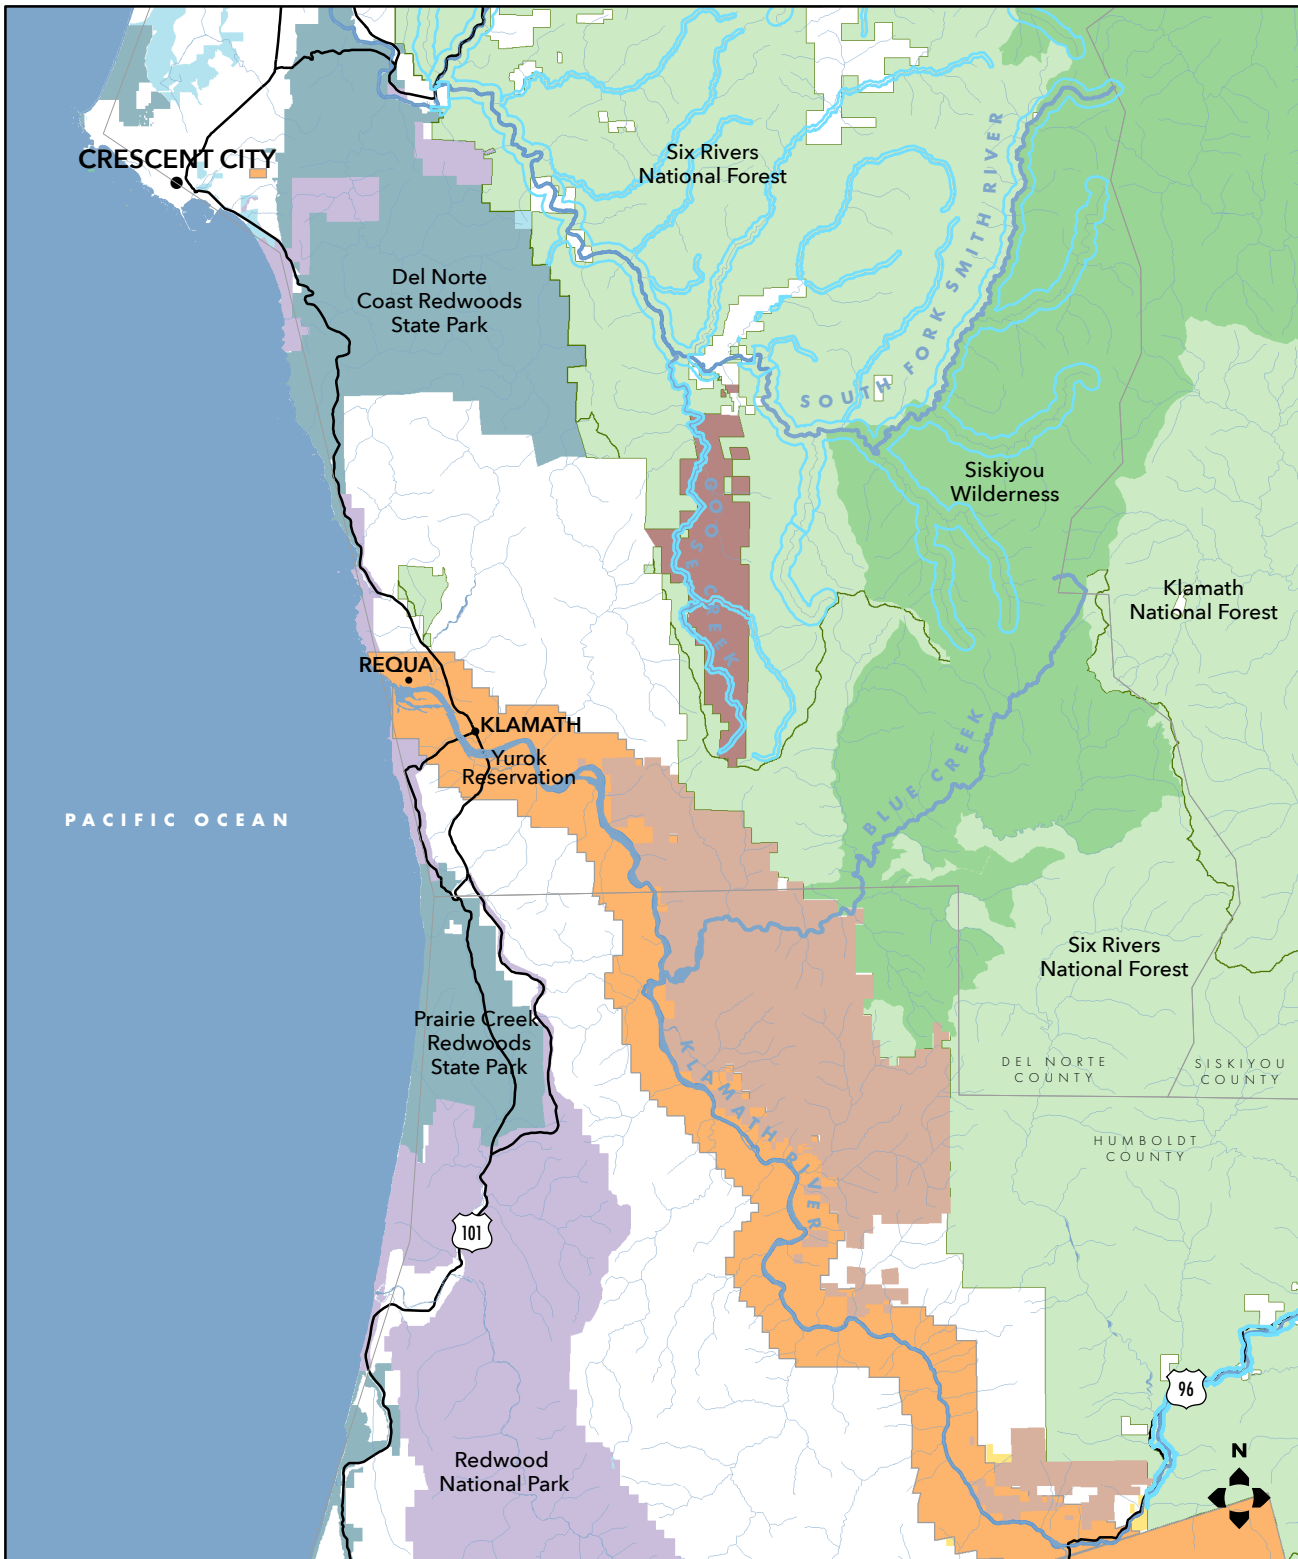 CRESCENT CITY
Six Rivers
National Forest
SOUTH FORK SMITH RIVER
Del Norte
Coast Redwoods
State Park
Siskiyou
Wilderness
GOOSE CREEK
Klamath
National Forest
REQUA
KLAMATH
Yurok
Reservation
BLUE CREEK
PACIFIC OCEAN
Six Rivers
National Forest
Prairie Creek
Redwoods
State Park
KLAMATH RIVER
DEL NORTE
COUNTY
SISKIYOU
COUNTY
HUMBOLDT
COUNTY
101
96
Redwood
National Park
N